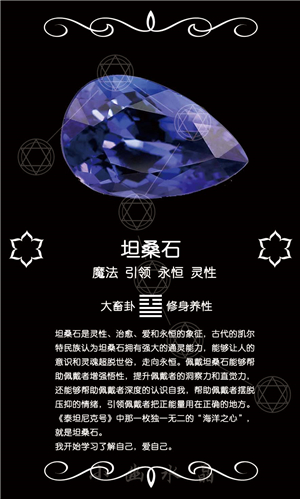 坦桑石
魔法 引领 永恒 灵性
大畜卦 修身养性
坦桑石是灵性、治愈、爱和永恒的象征，古代的凯尔
特民族认为坦桑石拥有强大的通灵能力，能够让人的
意识和灵魂超脱世俗，走向永恒。佩戴坦桑石能够帮
助佩戴者增强悟性，提升佩戴者的洞察力和直觉力，
还能够帮助佩戴者深度的认识自我，帮助佩戴者摆脱
压抑的情绪，引领佩戴者把正能量用在正确的地方。
《泰坦尼克号》中那一枚独一无二的“海洋之心”，
就是坦桑石。
我开始学习了解自己，爱自己。